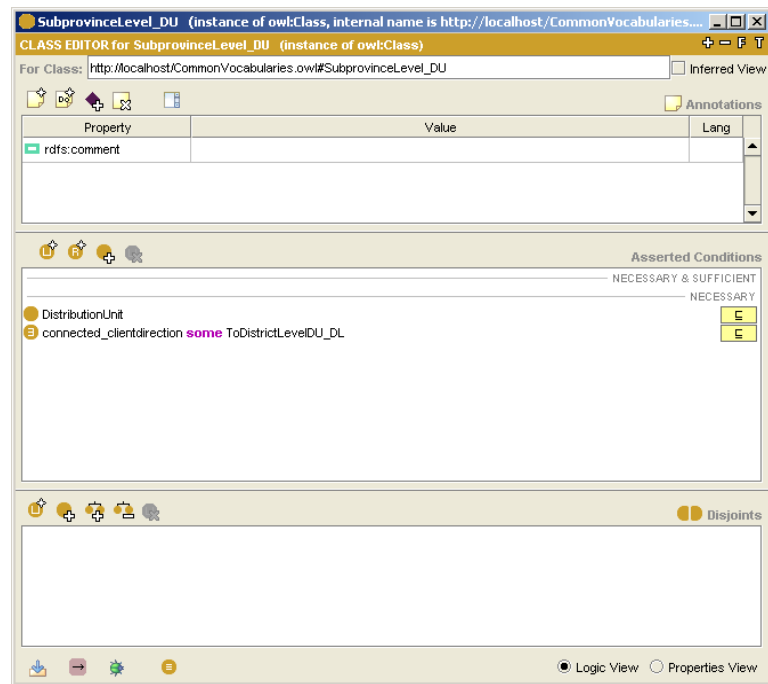 SubprovinceLevel_DU (instance of owl:Class, internal name is http://localhost/CommonVocabularies....
CLASS EDITOR for SubprovinceLevel_DU (instance of owl:Class)
For Class: http://localhost/CommonVocabularies.owl#SubprovinceLevel_DU Inferred View
Annotations
Property Value Lang
rdfs:comment
Asserted Conditions
NECESSARY & SUFFICIENT
NECESSARY
DistributionUnit ⊑
connected_clientdirection some ToDistrictLevelDU_DL ⊑
Disjoints
Logic View Properties View